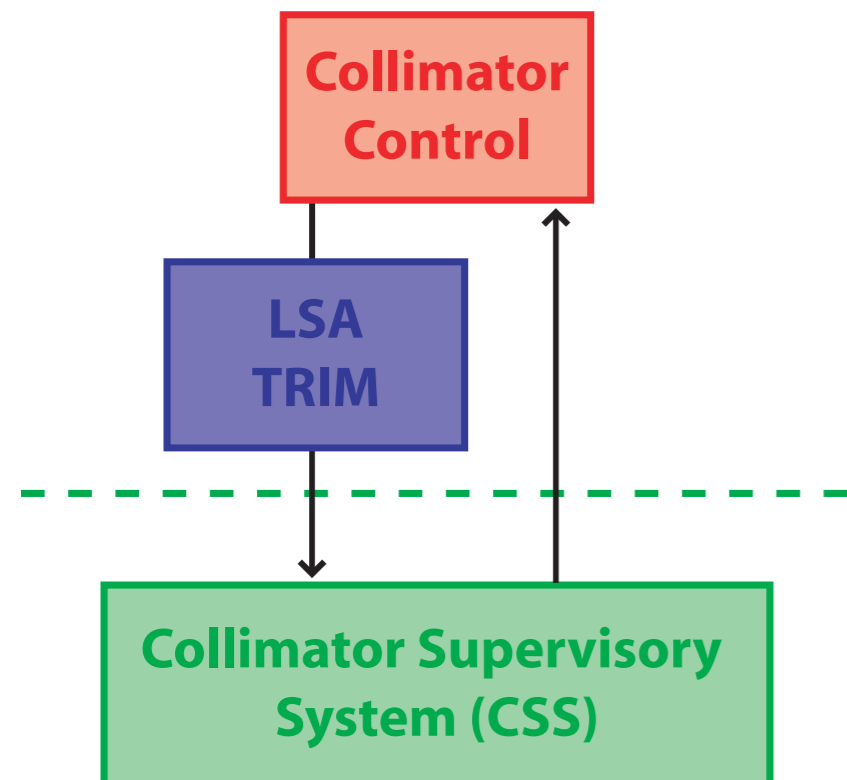 Collimator
Control
LSA
TRIM
Collimator Supervisory
System (CSS)